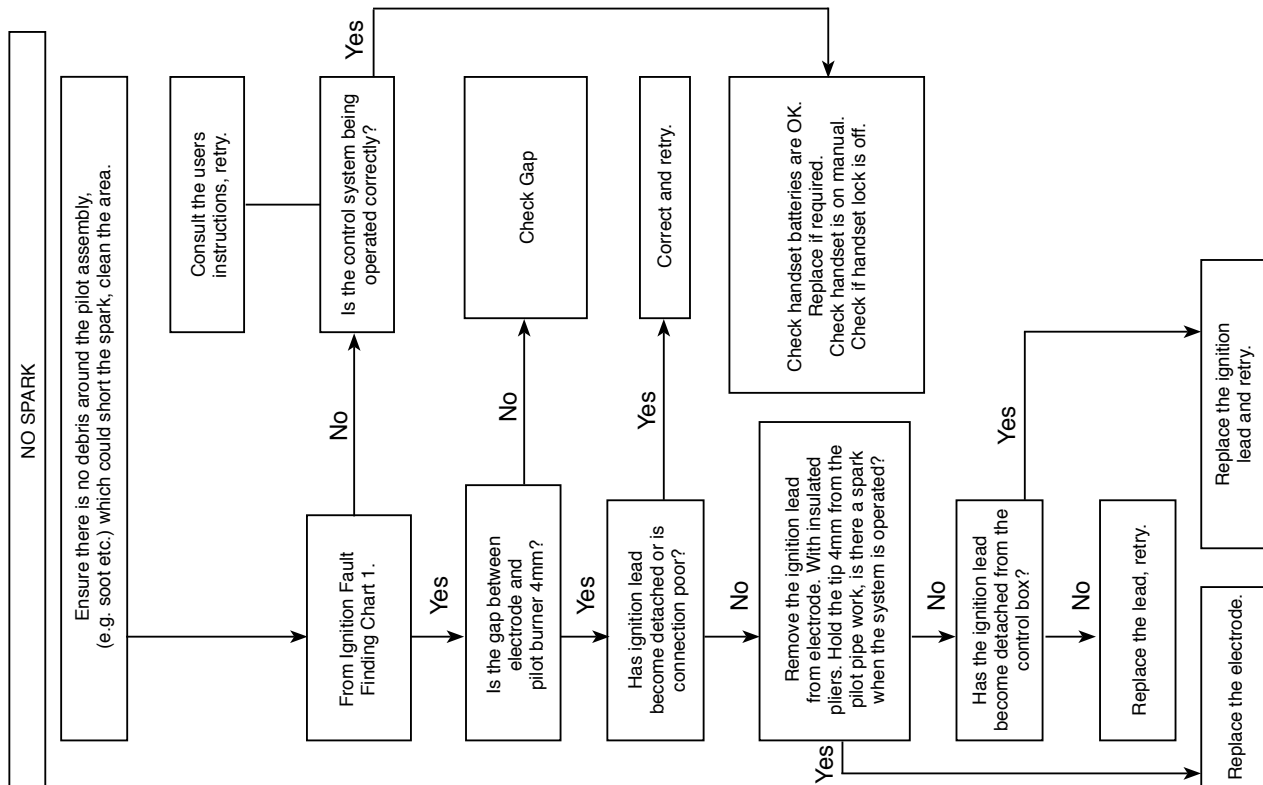 NO SPARK
Ensure there is no debris around the pilot assembly,
(e.g. soot etc.) which could short the spark, clean the area.
Consult the users
instructions, retry.
Is the control system being
operated correctly?
Yes
From Ignition Fault
Finding Chart 1.
No
Yes
Is the gap between
electrode and
pilot burner 4mm?
No
Check Gap
Yes
Has ignition lead
become detached or is
connection poor?
Yes
Correct and retry.
No
Check handset batteries are OK.
Replace if required.
Check handset is on manual.
Check if handset lock is off.
Remove the ignition lead
from electrode. With insulated
pliers. Hold the tip 4mm from the
pilot pipe work, is there a spark
when the system is operated?
Yes
No
Has the ignition lead
become detached from the
control box?
Yes
No
Replace the lead, retry.
Replace the ignition
lead and retry.
Replace the electrode.